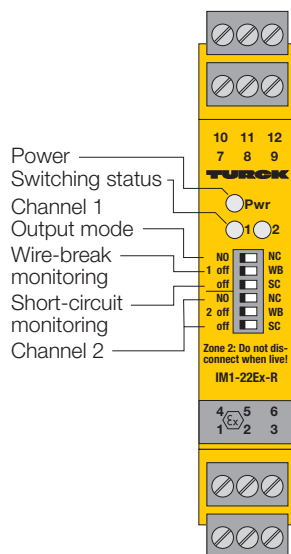 10 11 12
7 8 9
TURCK
Power
Pwr
Switching status
1 2
Channel 1
Output mode
NO NC
Wire-break
monitoring
1 off WB
Short-circuit
monitoring
off SC
NO NC
2 off WB
Channel 2
off SC
Zone 2: Do not dis-
connect when live!
IM1-22Ex-R
4 Ex 5 6
1 2 3